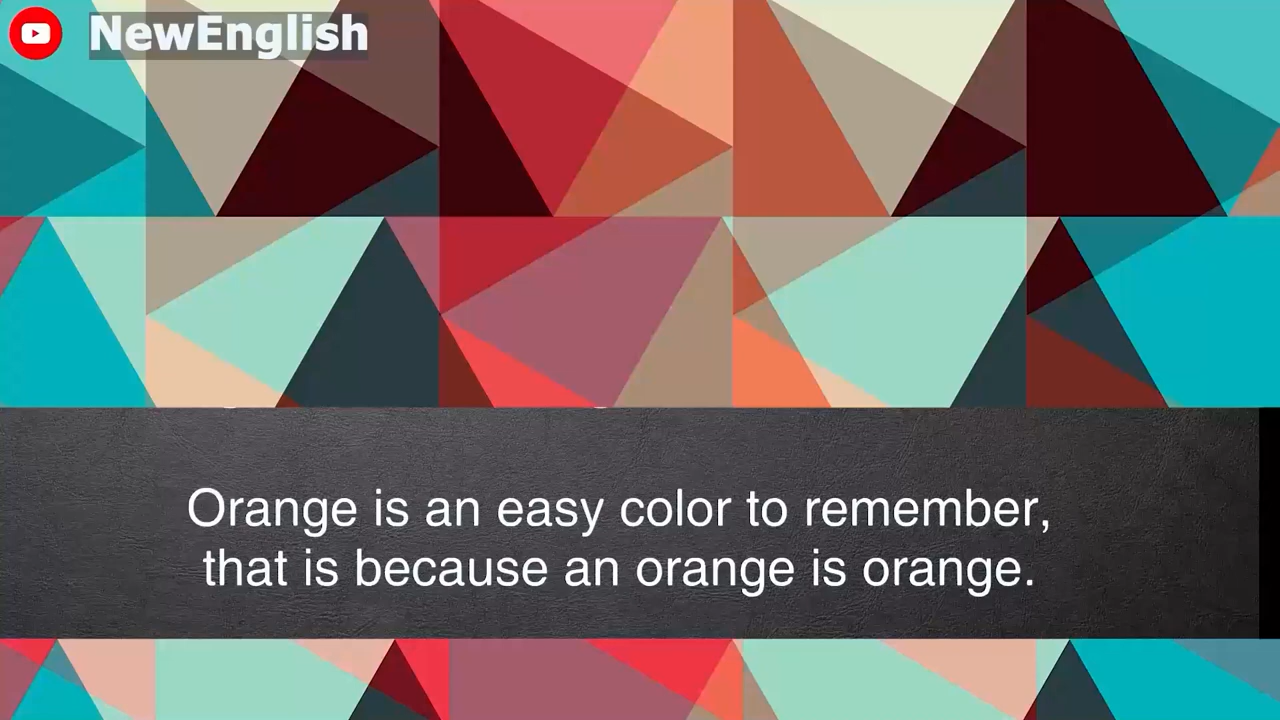 NewEnglish
Orange is an easy color to remember,
that is because an orange is orange.